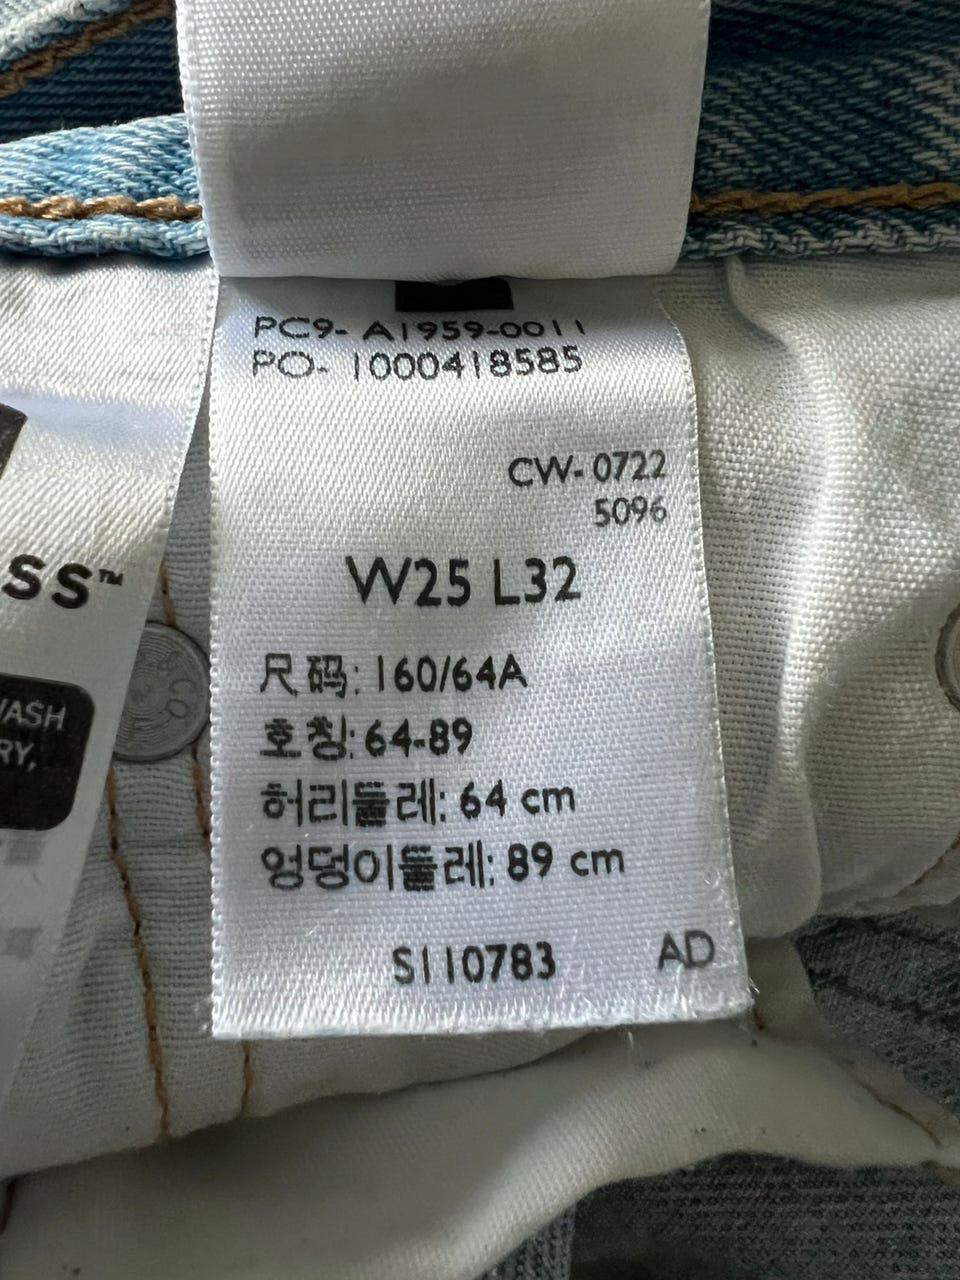 PC9- A1959-0011
PO- 1000418585
CW- 0722
5096
W25 L32
尺码: 160/64A
호칭: 64-89
허리둘레: 64 cm
엉덩이둘레: 89 cm
S110783 AD
SS™
WASH
RY,